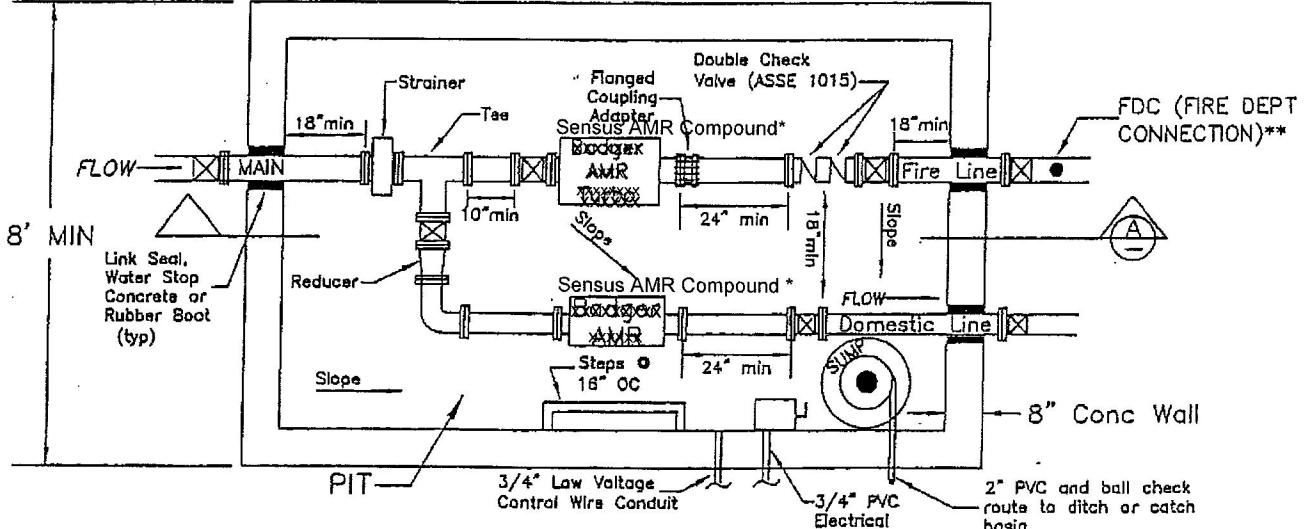 Double Check
Valve (ASSE 1015)
Strainer
Flanged
Coupling
Adapter
FDC (FIRE DEPT
CONNECTION)**
18"min
Tee
Sensus AMR Compound*
18"min
FLOW
MAIN
Badger
AMR
Turbo
Fire Line
10"min
24" min
18"min
Slope
Slope
A
8' MIN
Link Seal,
Water Stop
Concrete or
Rubber Boot
(typ)
Reducer
Sensus AMR Compound *
FLOW
Badger
AMR
Domestic Line
Steps @
16" OC
24" min
SUMP
Slope
8" Conc Wall
PIT
3/4" Low Voltage
Control Wire Conduit
3/4" PVC
Electrical
2" PVC and ball check
route to ditch or catch
basin